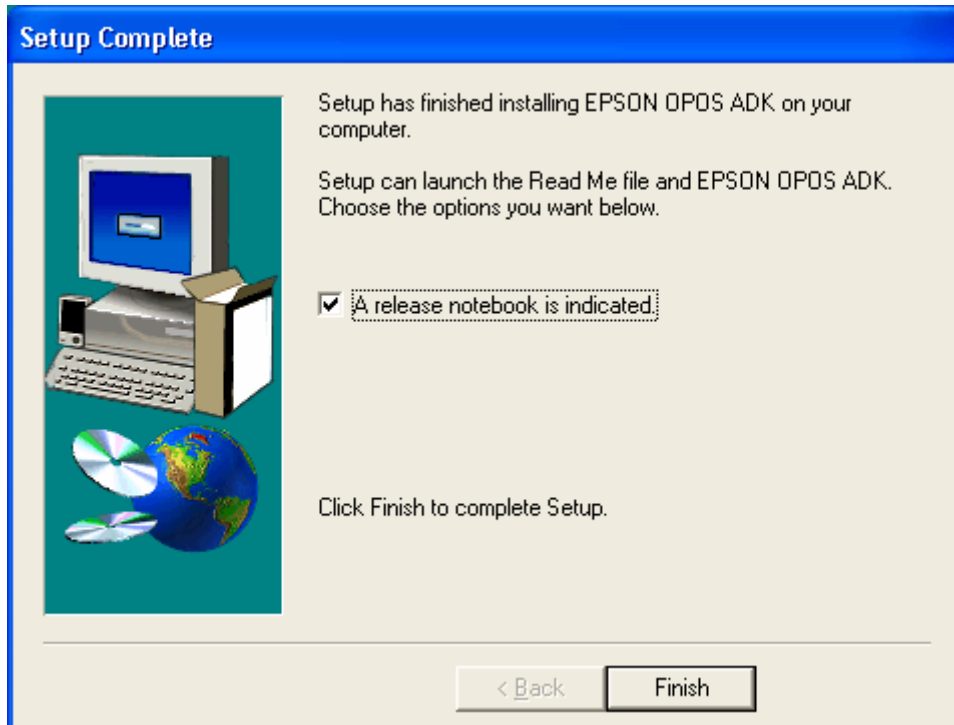 Setup Complete
Setup has finished installing EPSON OPOS ADK on your
computer.
Setup can launch the Read Me file and EPSON OPOS ADK.
Choose the options you want below.
A release notebook is indicated.
Click Finish to complete Setup.
< Back
Finish